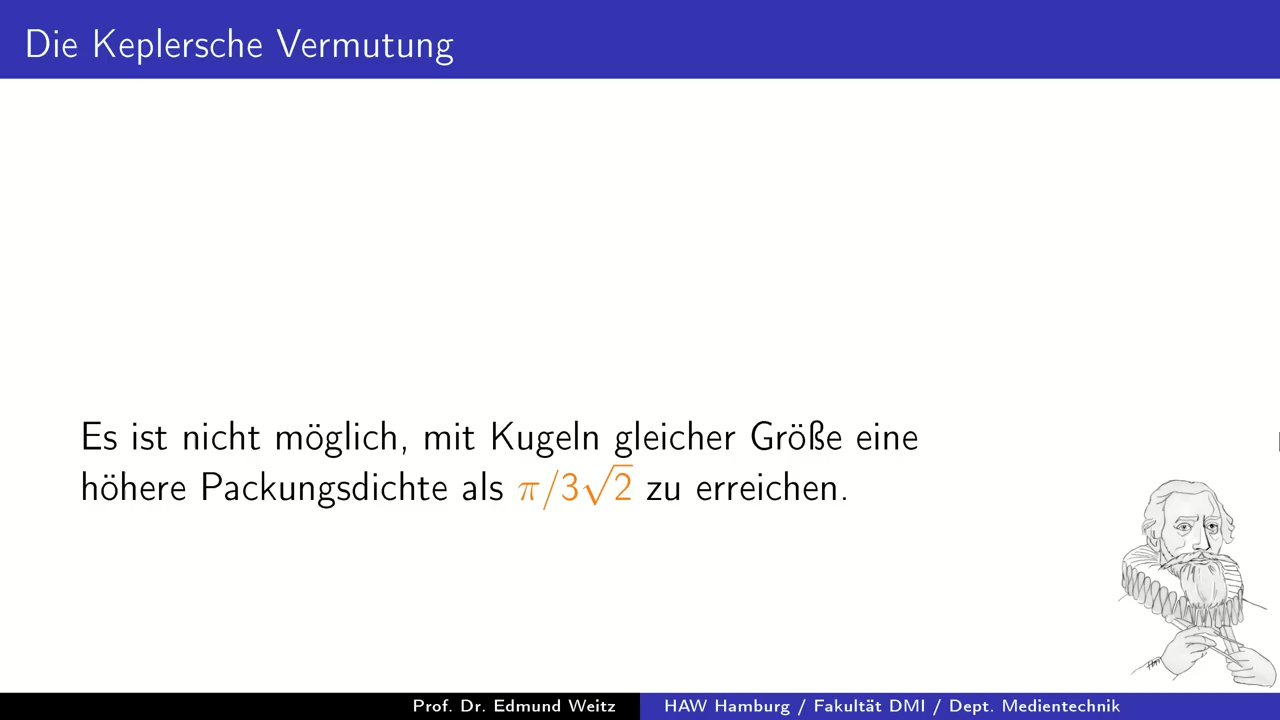 Die Keplersche Vermutung
Es ist nicht möglich, mit Kugeln gleicher Größe eine
höhere Packungsdichte als π/3√2 zu erreichen.
Prof. Dr. Edmund Weitz
HAW Hamburg / Fakultät DMI / Dept. Medientechnik